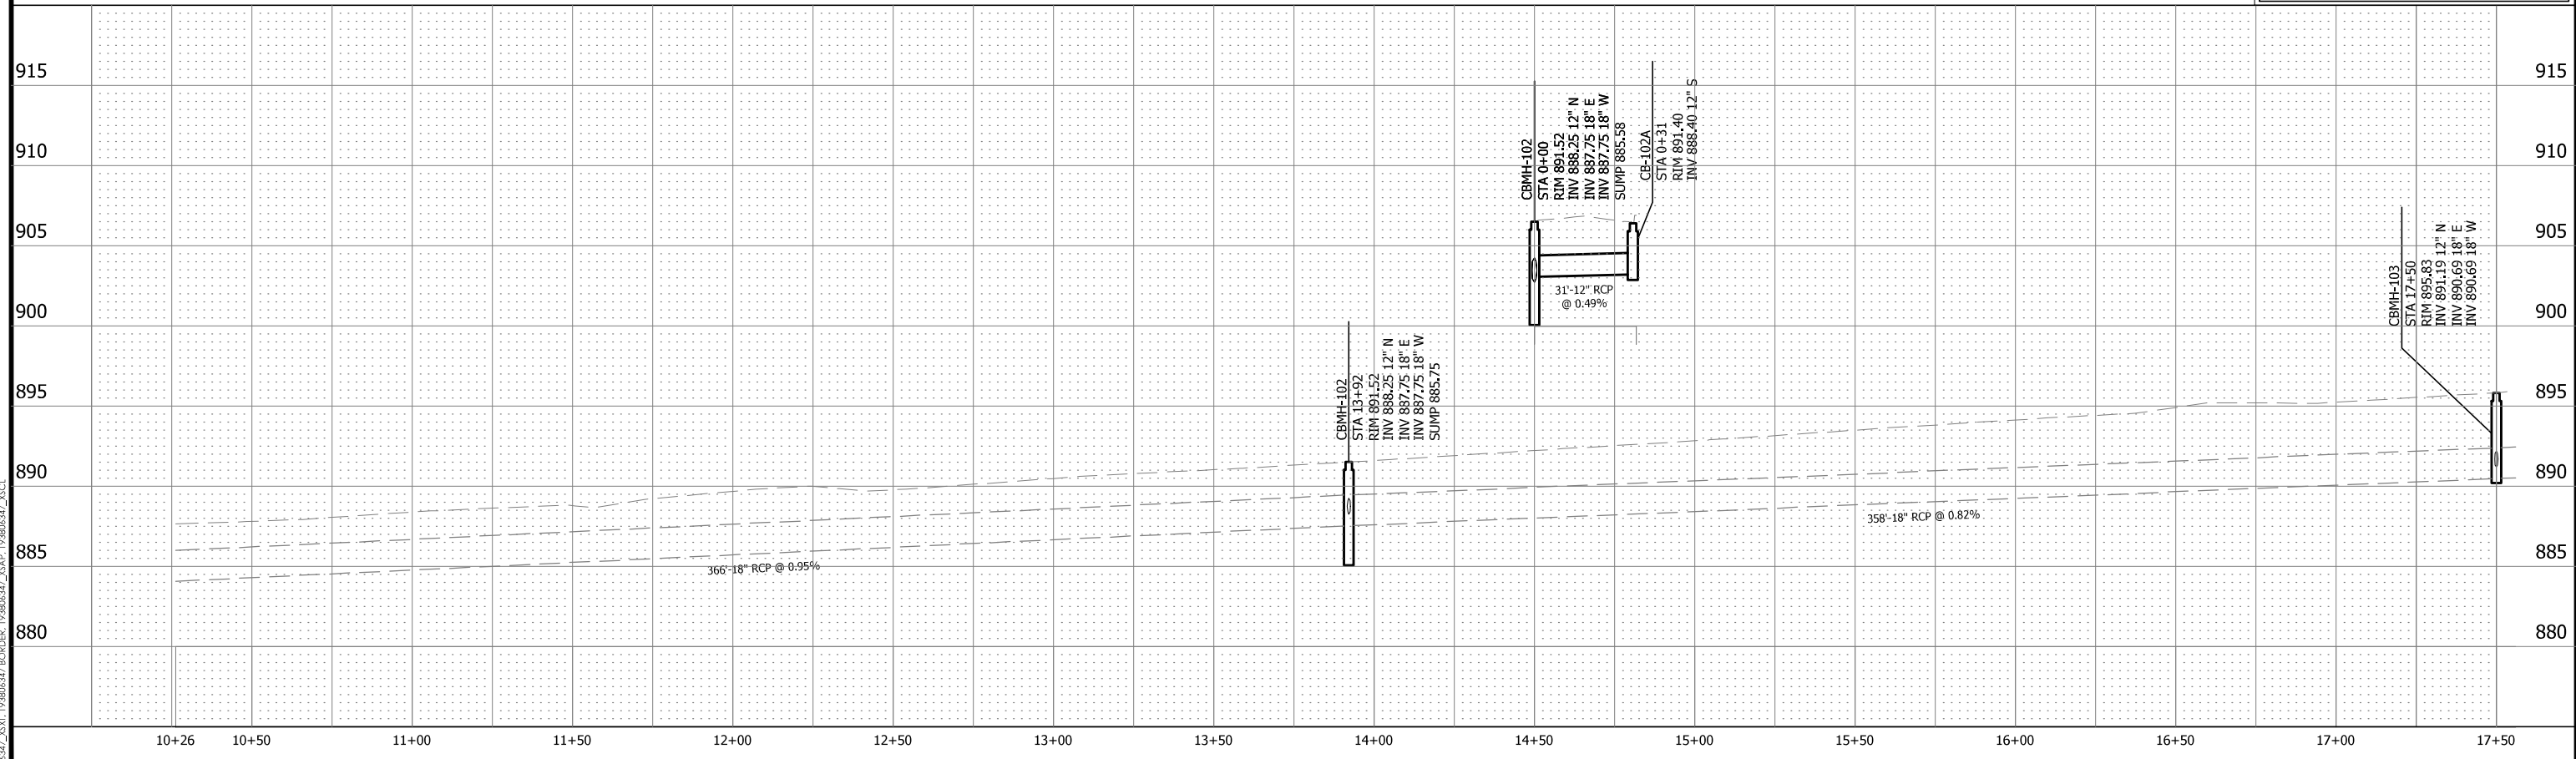 915
910
905
900
895
890
885
880
CBMH-102
STA 0+00
RIM 891.52
INV 888.25 12" N
INV 887.75 18" E
INV 887.75 18" W
SUMP 885.58
CB-102A
STA 0+31
RIM 891.40
INV 888.40 12" S
31'-12" RCP
@ 0.49%
CBMH-102
STA 13+92
RIM 891.52
INV 888.25 12" N
INV 887.75 18" E
INV 887.75 18" W
SUMP 885.75
CBMH-103
STA 17+50
RIM 895.83
INV 891.19 12" N
INV 890.69 18" E
INV 890.69 18" W
366'-18" RCP @ 0.95%
358'-18" RCP @ 0.82%
915
910
905
900
895
890
885
880
10+26 10+50 11+00 11+50 12+00 12+50 13+00 13+50 14+00 14+50 15+00 15+50 16+00 16+50 17+00 17+50